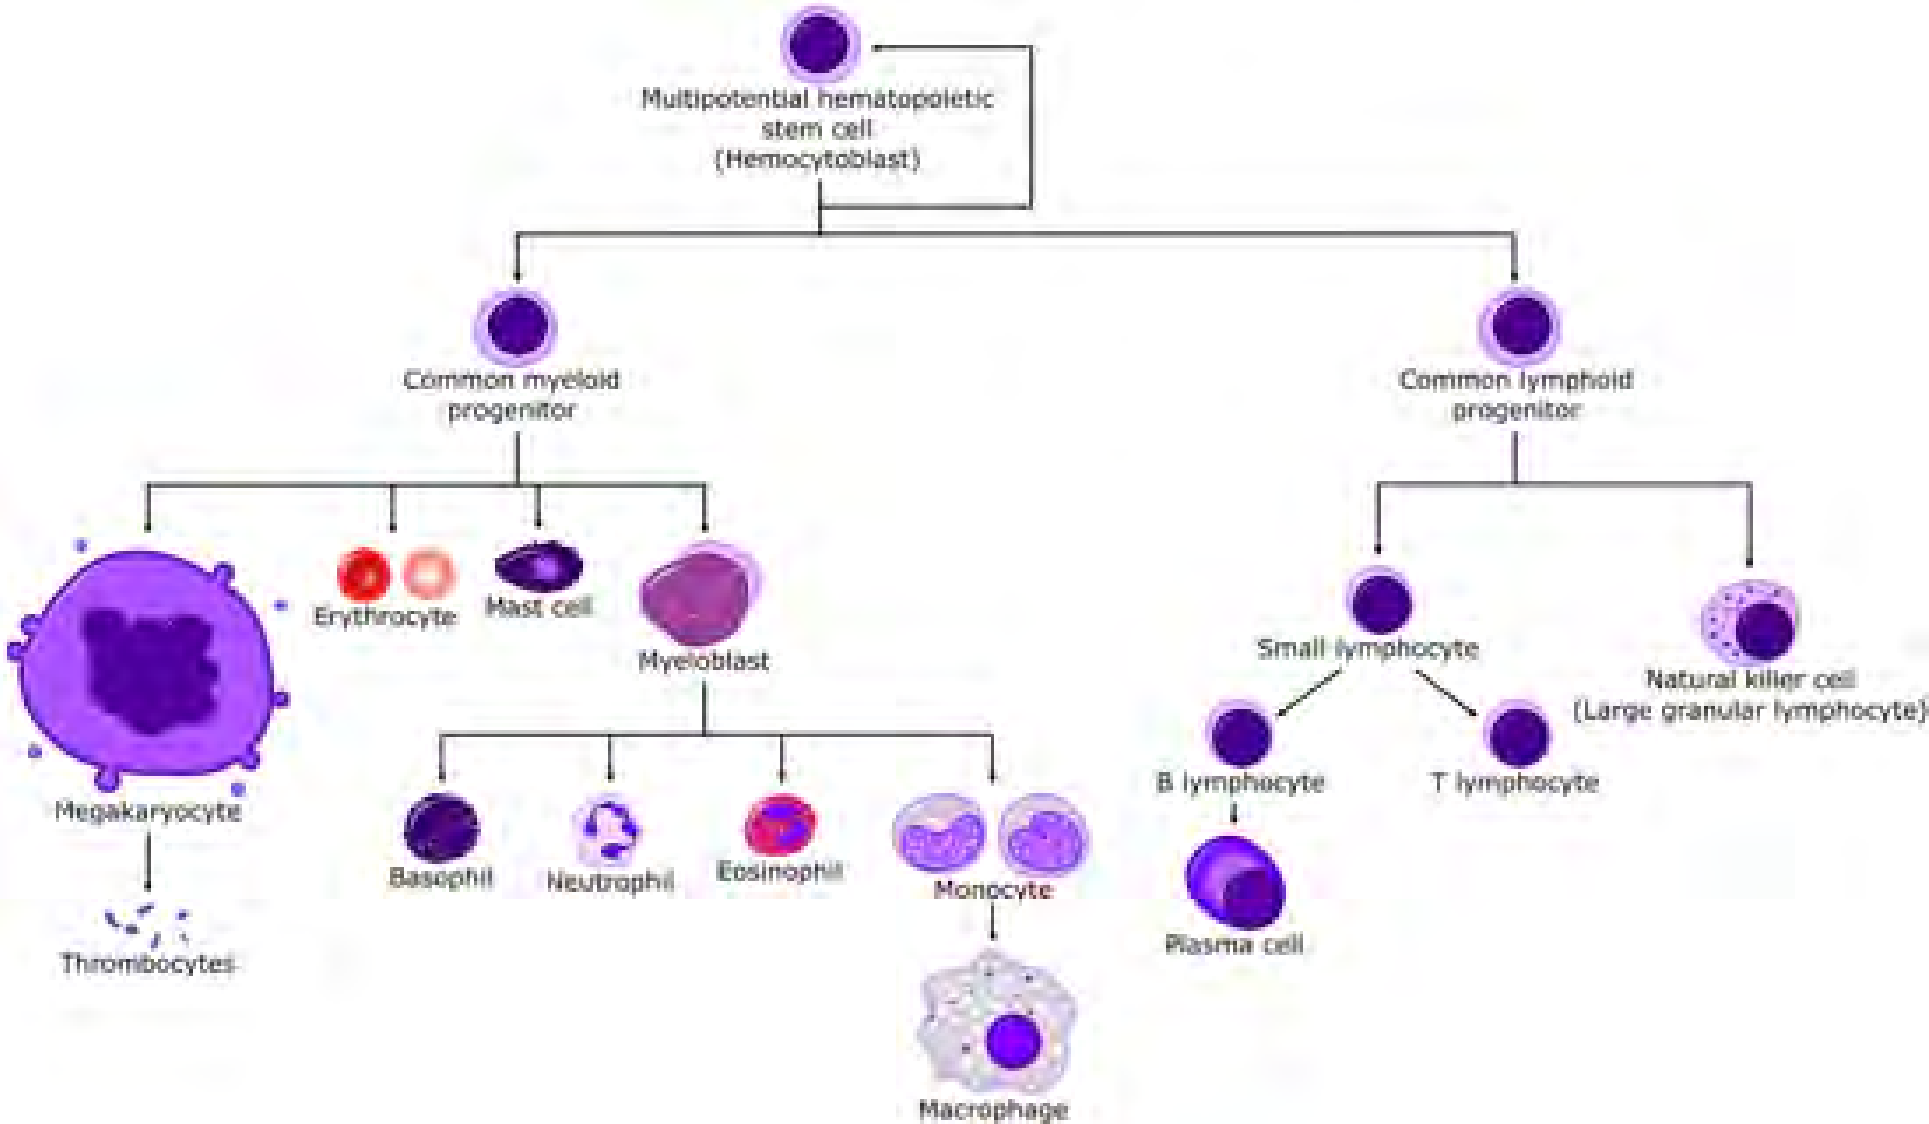 Multipotential hematopoietic
stem cell
(Hemocytoblast)
Common myeloid
progenitor
Common lymphoid
progenitor
Erythrocyte
Mast cell
Myeloblast
Small lymphocyte
Natural killer cell
(Large granular lymphocyte)
B lymphocyte
T lymphocyte
Megakaryocyte
Basophil
Neutrophil
Eosinophil
Monocyte
Plasma cell
Thrombocytes
Macrophage